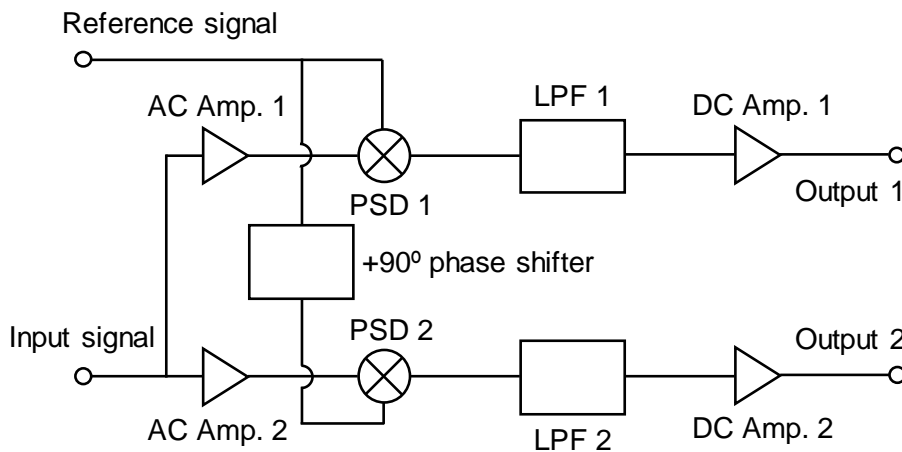 Reference signal
AC Amp. 1
LPF 1
DC Amp. 1
PSD 1
Output 1
+90º phase shifter
Input signal
PSD 2
Output 2
AC Amp. 2
LPF 2
DC Amp. 2